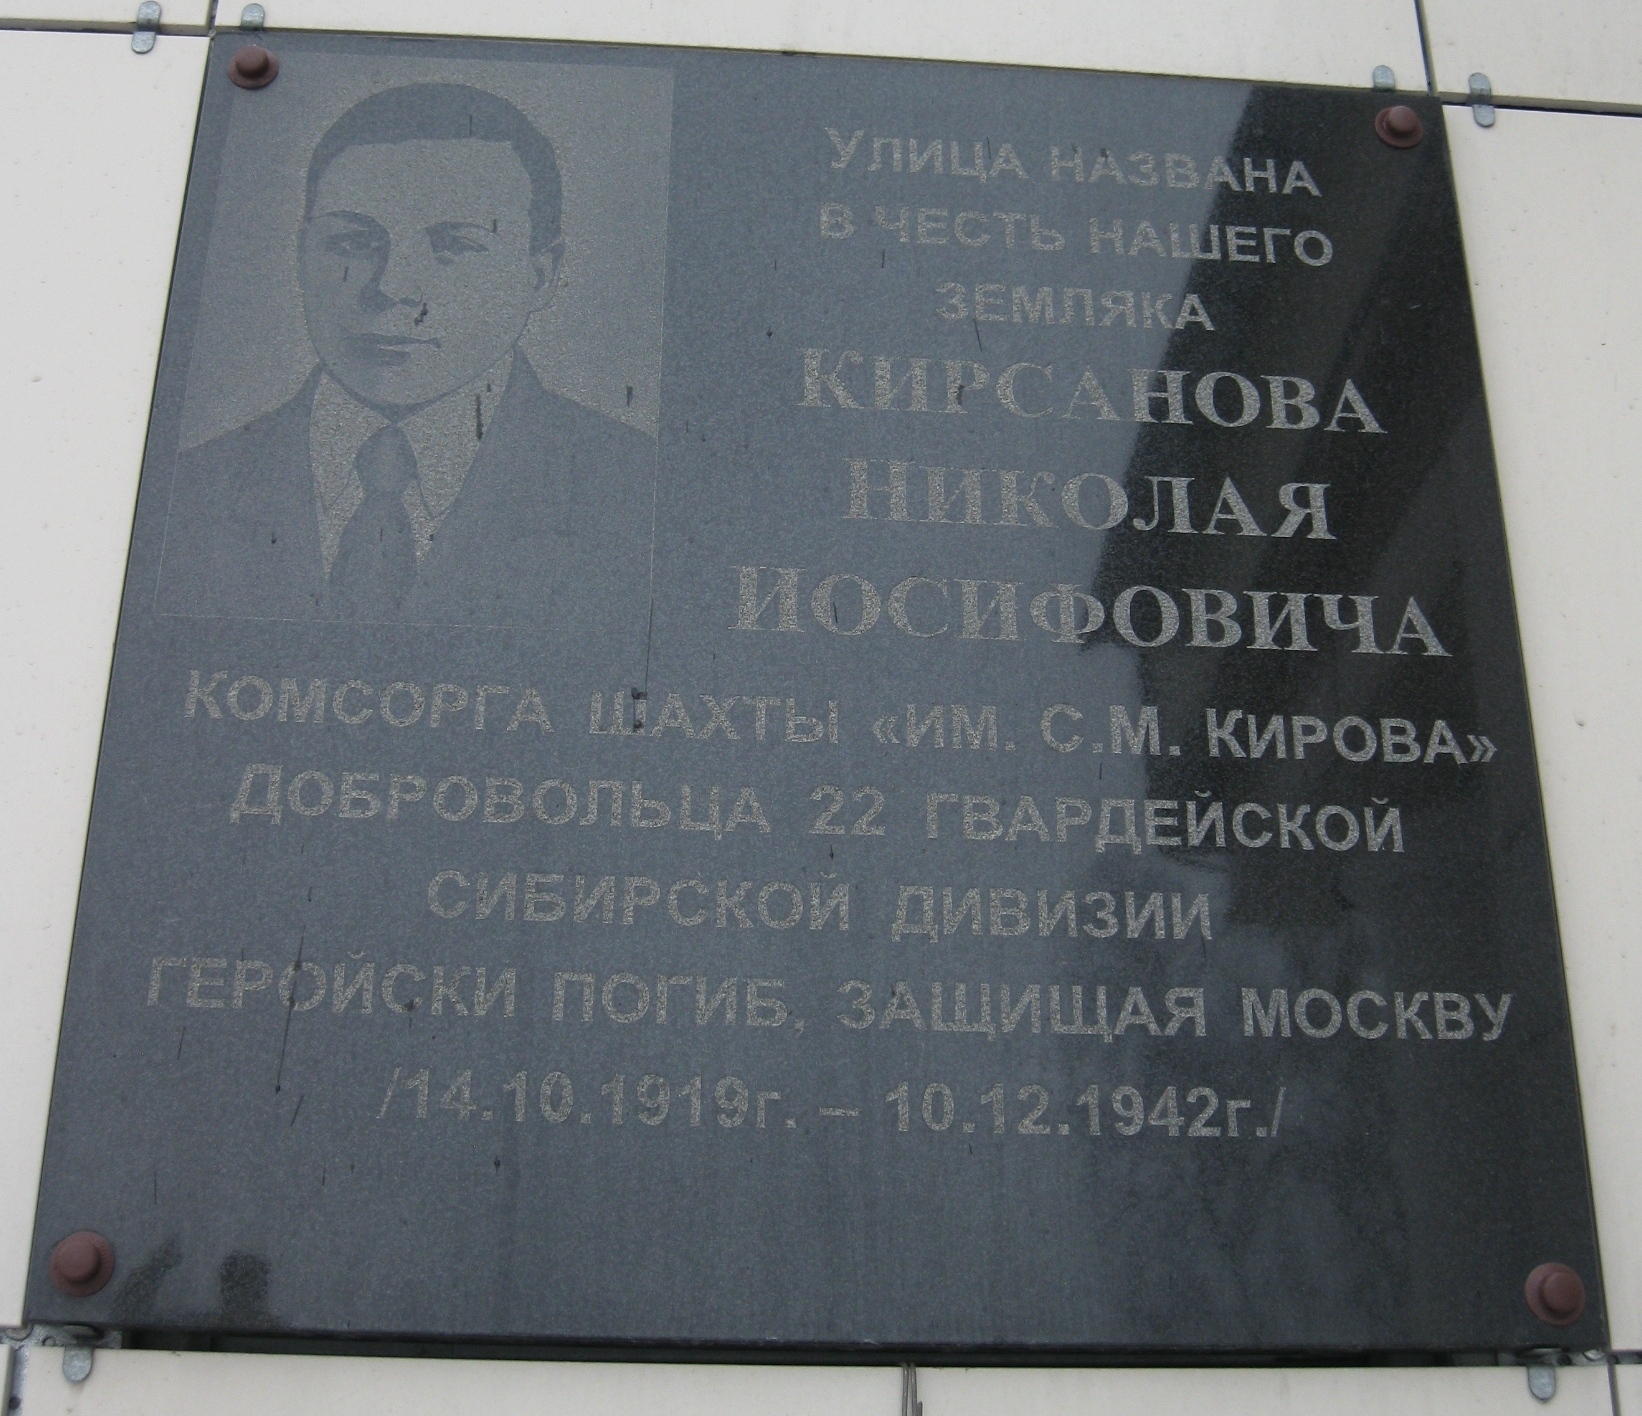 УЛИЦА НАЗВАНА
В ЧЕСТЬ НАШЕГО
ЗЕМЛЯКА
КИРСАНОВА
НИКОЛАЯ
ИОСИФОВИЧА
КОМСОРГА ШАХТЫ «ИМ. С.М. КИРОВА»
ДОБРОВОЛЬЦА 22 ГВАРДЕЙСКОЙ
СИБИРСКОЙ ДИВИЗИИ
ГЕРОЙСКИ ПОГИБ, ЗАЩИЩАЯ МОСКВУ
/14.10.1919г. – 10.12.1942г./